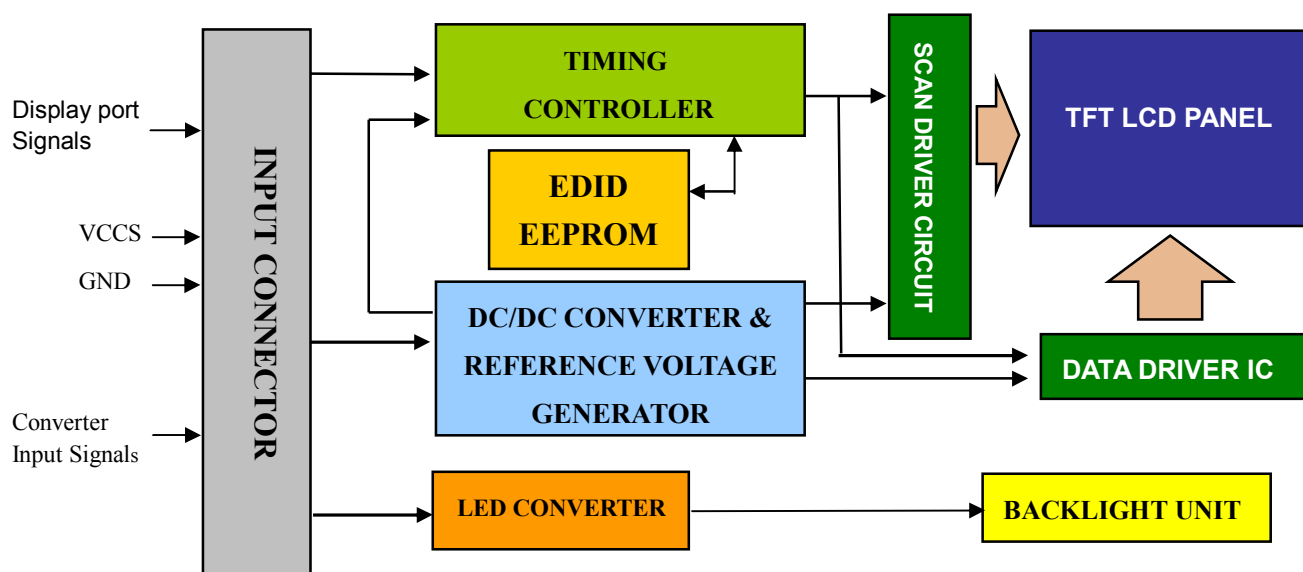 Display port
Signals
VCCS
GND
Converter
Input Signals
INPUT CONNECTOR
TIMING
CONTROLLER
EDID
EEPROM
DC/DC CONVERTER &
REFERENCE VOLTAGE
GENERATOR
LED CONVERTER
SCAN DRIVER CIRCUIT
TFT LCD PANEL
DATA DRIVER IC
BACKLIGHT UNIT